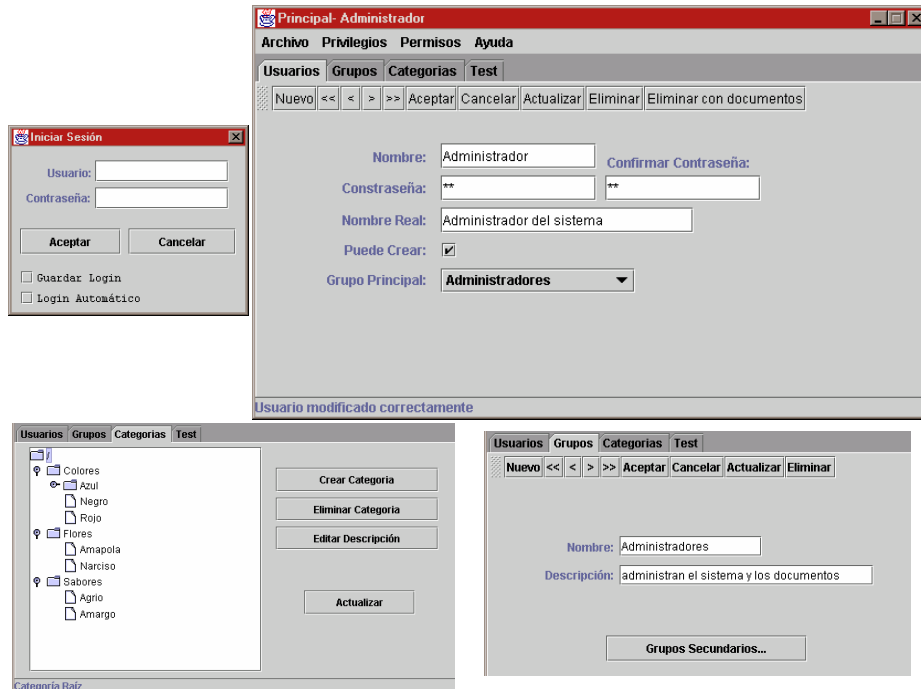 Principal- Administrador
Archivo Privilegios Permisos Ayuda
Usuarios Grupos Categorias Test
Nuevo << < > >> Aceptar Cancelar Actualizar Eliminar Eliminar con documentos
Nombre: Administrador Confirmar Contraseña:
Constraseña: ** **
Nombre Real: Administrador del sistema
Puede Crear:
Grupo Principal: Administradores
Usuario modificado correctamente
Iniciar Sesión
Usuario:
Contraseña:
Aceptar Cancelar
Guardar Login
Login Automático
Usuarios Grupos Categorias Test
/
Colores
Azul
Negro
Rojo
Flores
Amapola
Narciso
Sabores
Agrio
Amargo
Crear Categoria
Eliminar Categoria
Editar Descripción
Actualizar
Categoría Raíz
Usuarios Grupos Categorias Test
Nuevo << < > >> Aceptar Cancelar Actualizar Eliminar
Nombre: Administradores
Descripción: administran el sistema y los documentos
Grupos Secundarios...